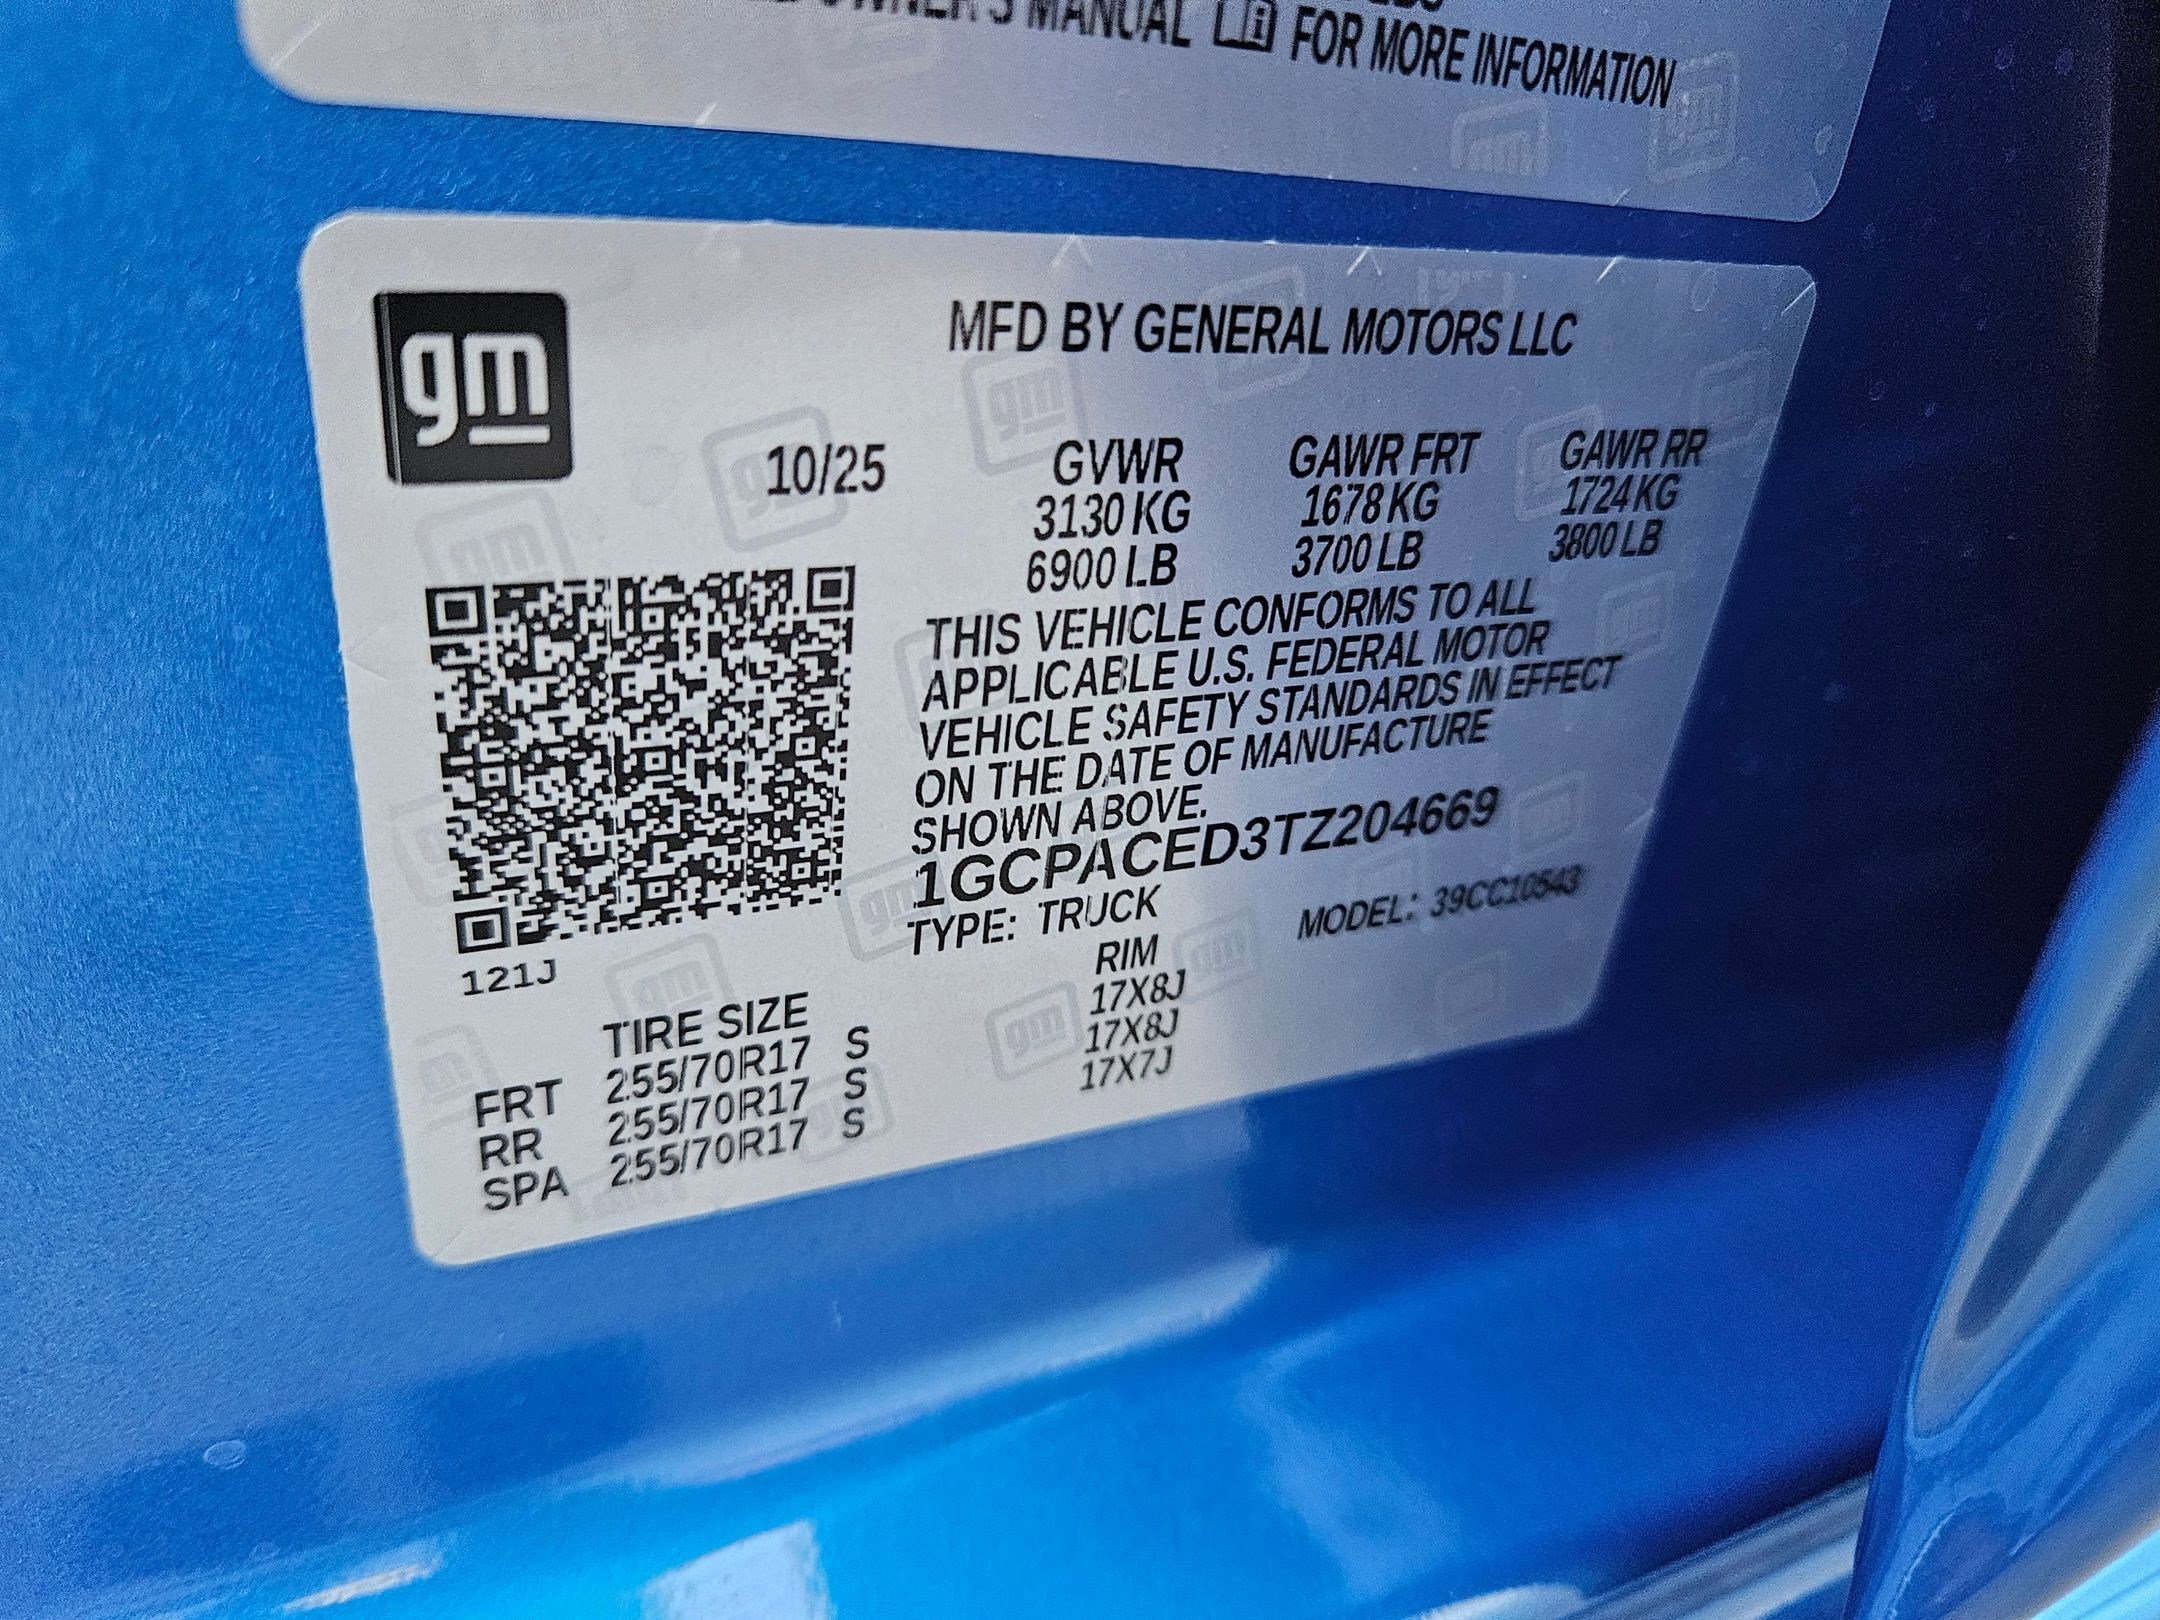 OWNER'S MANUAL FOR MORE INFORMATION
gm
MFD BY GENERAL MOTORS LLC
10/25
GVWR GAWR FRT GAWR RR
3130 KG 1678 KG 1724 KG
6900 LB 3700 LB 3800 LB
THIS VEHICLE CONFORMS TO ALL
APPLICABLE U.S. FEDERAL MOTOR
VEHICLE SAFETY STANDARDS IN EFFECT
ON THE DATE OF MANUFACTURE
SHOWN ABOVE.
1GCPACED3TZ204669
TYPE: TRUCK MODEL: 39CC10543
121J
TIRE SIZE RIM
FRT 255/70R17 S 17X8J
RR 255/70R17 S 17X8J
SPA 255/70R17 S 17X7J